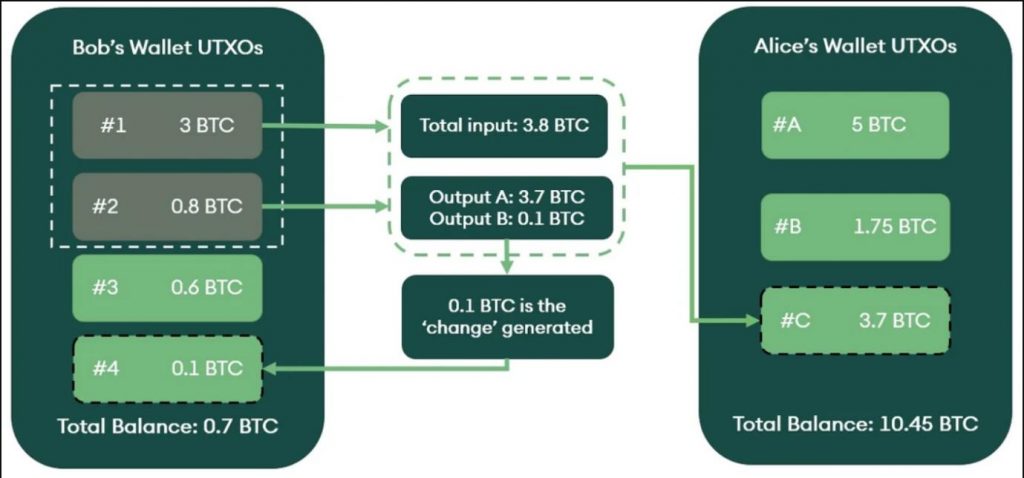 Bob's Wallet UTXOs
#1 3 BTC
#2 0.8 BTC
#3 0.6 BTC
#4 0.1 BTC
Total Balance: 0.7 BTC
Total input: 3.8 BTC
Output A: 3.7 BTC
Output B: 0.1 BTC
0.1 BTC is the
‘change’ generated
Alice's Wallet UTXOs
#A 5 BTC
#B 1.75 BTC
#C 3.7 BTC
Total Balance: 10.45 BTC